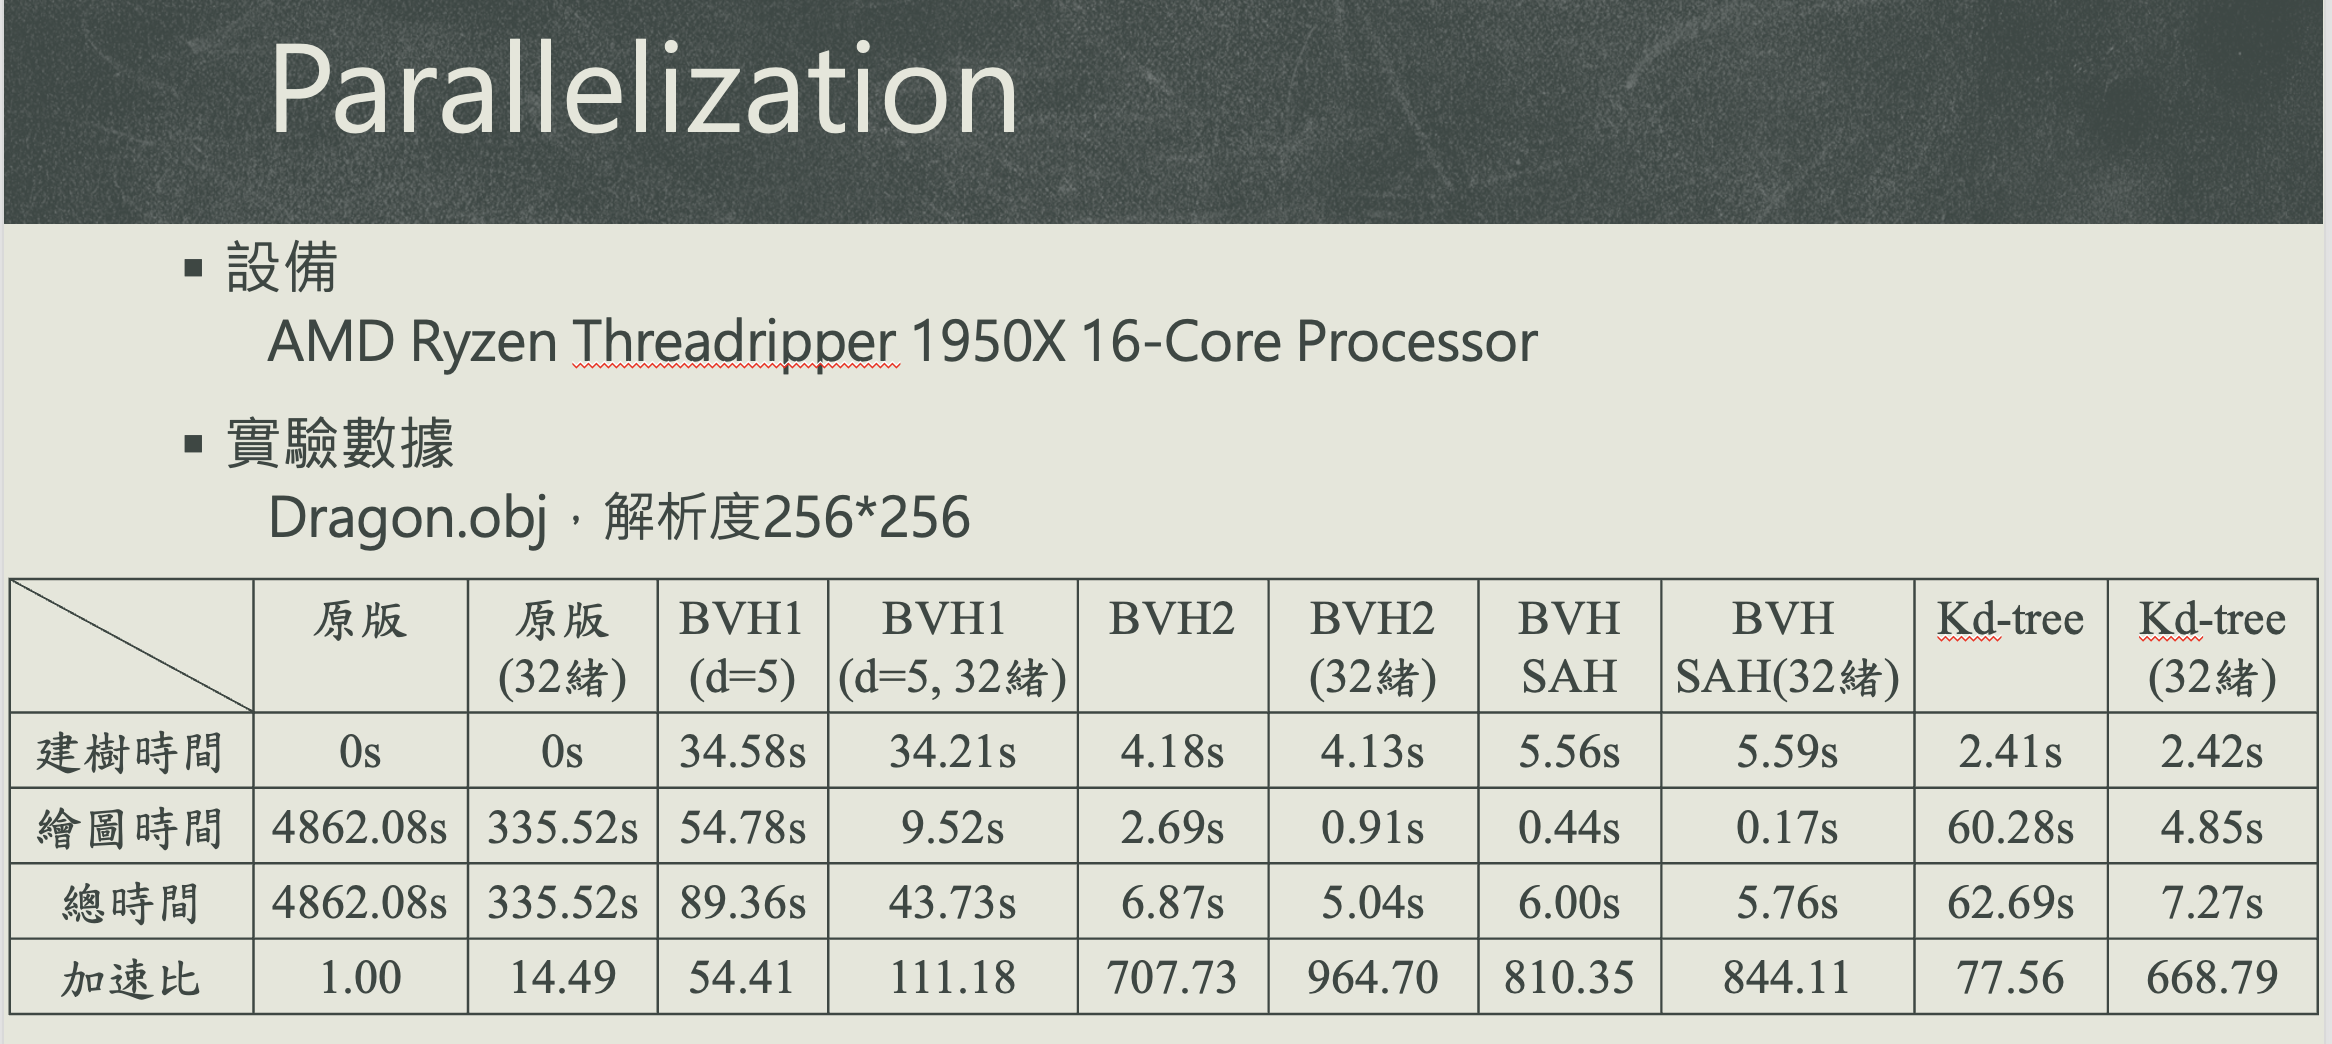 Parallelization
▪ 設備
AMD Ryzen Threadripper 1950X 16-Core Processor
▪ 實驗數據
Dragon.obj，解析度256*256
原版 原版 (32緒) BVH1 (d=5) BVH1 (d=5, 32緒) BVH2 BVH2 (32緒) BVH SAH BVH SAH(32緒) Kd-tree Kd-tree (32緒)
建樹時間 0s 0s 34.58s 34.21s 4.18s 4.13s 5.56s 5.59s 2.41s 2.42s
繪圖時間 4862.08s 335.52s 54.78s 9.52s 2.69s 0.91s 0.44s 0.17s 60.28s 4.85s
總時間 4862.08s 335.52s 89.36s 43.73s 6.87s 5.04s 6.00s 5.76s 62.69s 7.27s
加速比 1.00 14.49 54.41 111.18 707.73 964.70 810.35 844.11 77.56 668.79